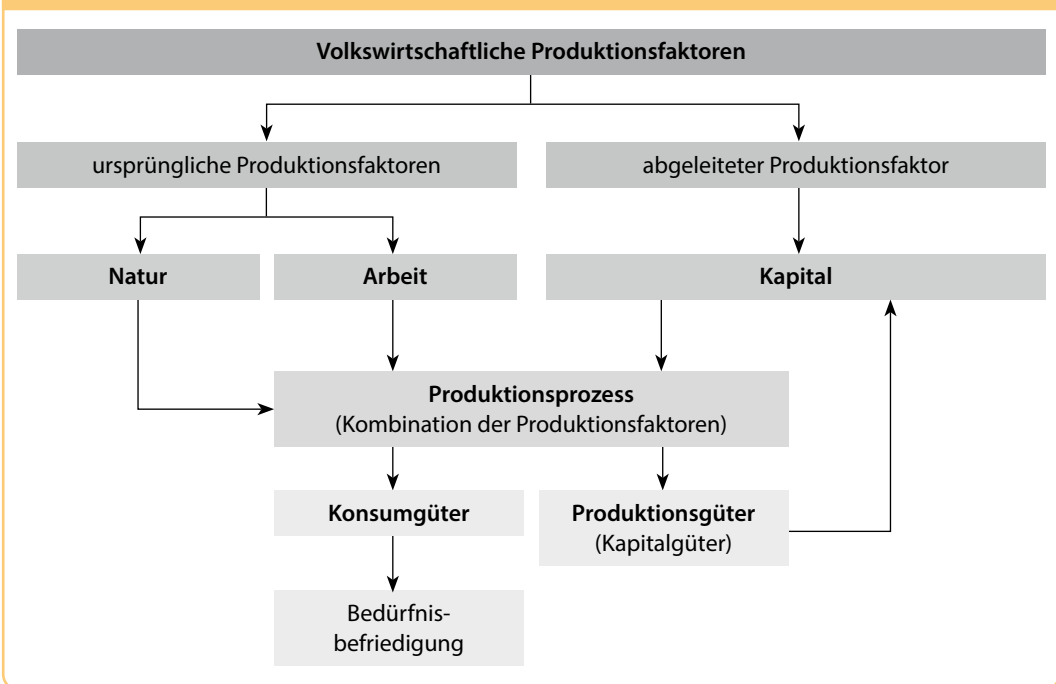 Volkswirtschaftliche Produktionsfaktoren
ursprüngliche Produktionsfaktoren
abgeleiteter Produktionsfaktor
Natur
Arbeit
Kapital
Produktionsprozess
(Kombination der Produktionsfaktoren)
Konsumgüter
Produktionsgüter
(Kapitalgüter)
Bedürfnis-
befriedigung